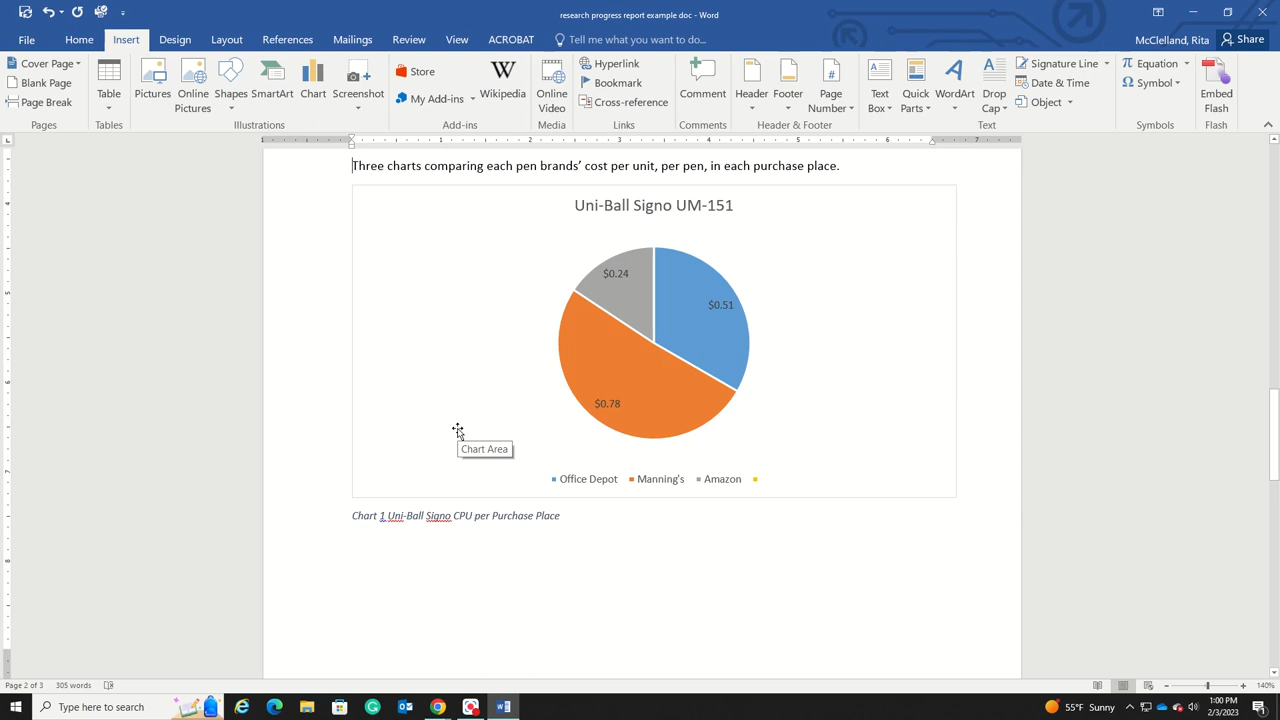 research progress report example doc - Word
File Home Insert Design Layout References Mailings Review View ACROBAT Tell me what you want to do... McClelland, Rita Share
Cover Page
Blank Page
Page Break
Pages
Table
Tables
Pictures
Online Pictures
Shapes
SmartArt
Chart
Screenshot
Illustrations
Store
My Add-ins
Wikipedia
Add-ins
Online Video
Media
Hyperlink
Bookmark
Cross-reference
Links
Comment
Comments
Header
Footer
Page Number
Header & Footer
Text Box
Quick Parts
WordArt
Drop Cap
Signature Line
Date & Time
Object
Text
Equation
Symbol
Symbols
Embed Flash
Flash
Three charts comparing each pen brands’ cost per unit, per pen, in each purchase place.
Uni-Ball Signo UM-151
$0.24
$0.51
$0.78
Chart Area
Office Depot Manning's Amazon
Chart 1 Uni-Ball Signo CPU per Purchase Place
Page 2 of 3 305 words 140%
Type here to search
55°F Sunny
1:00 PM
2/3/2023